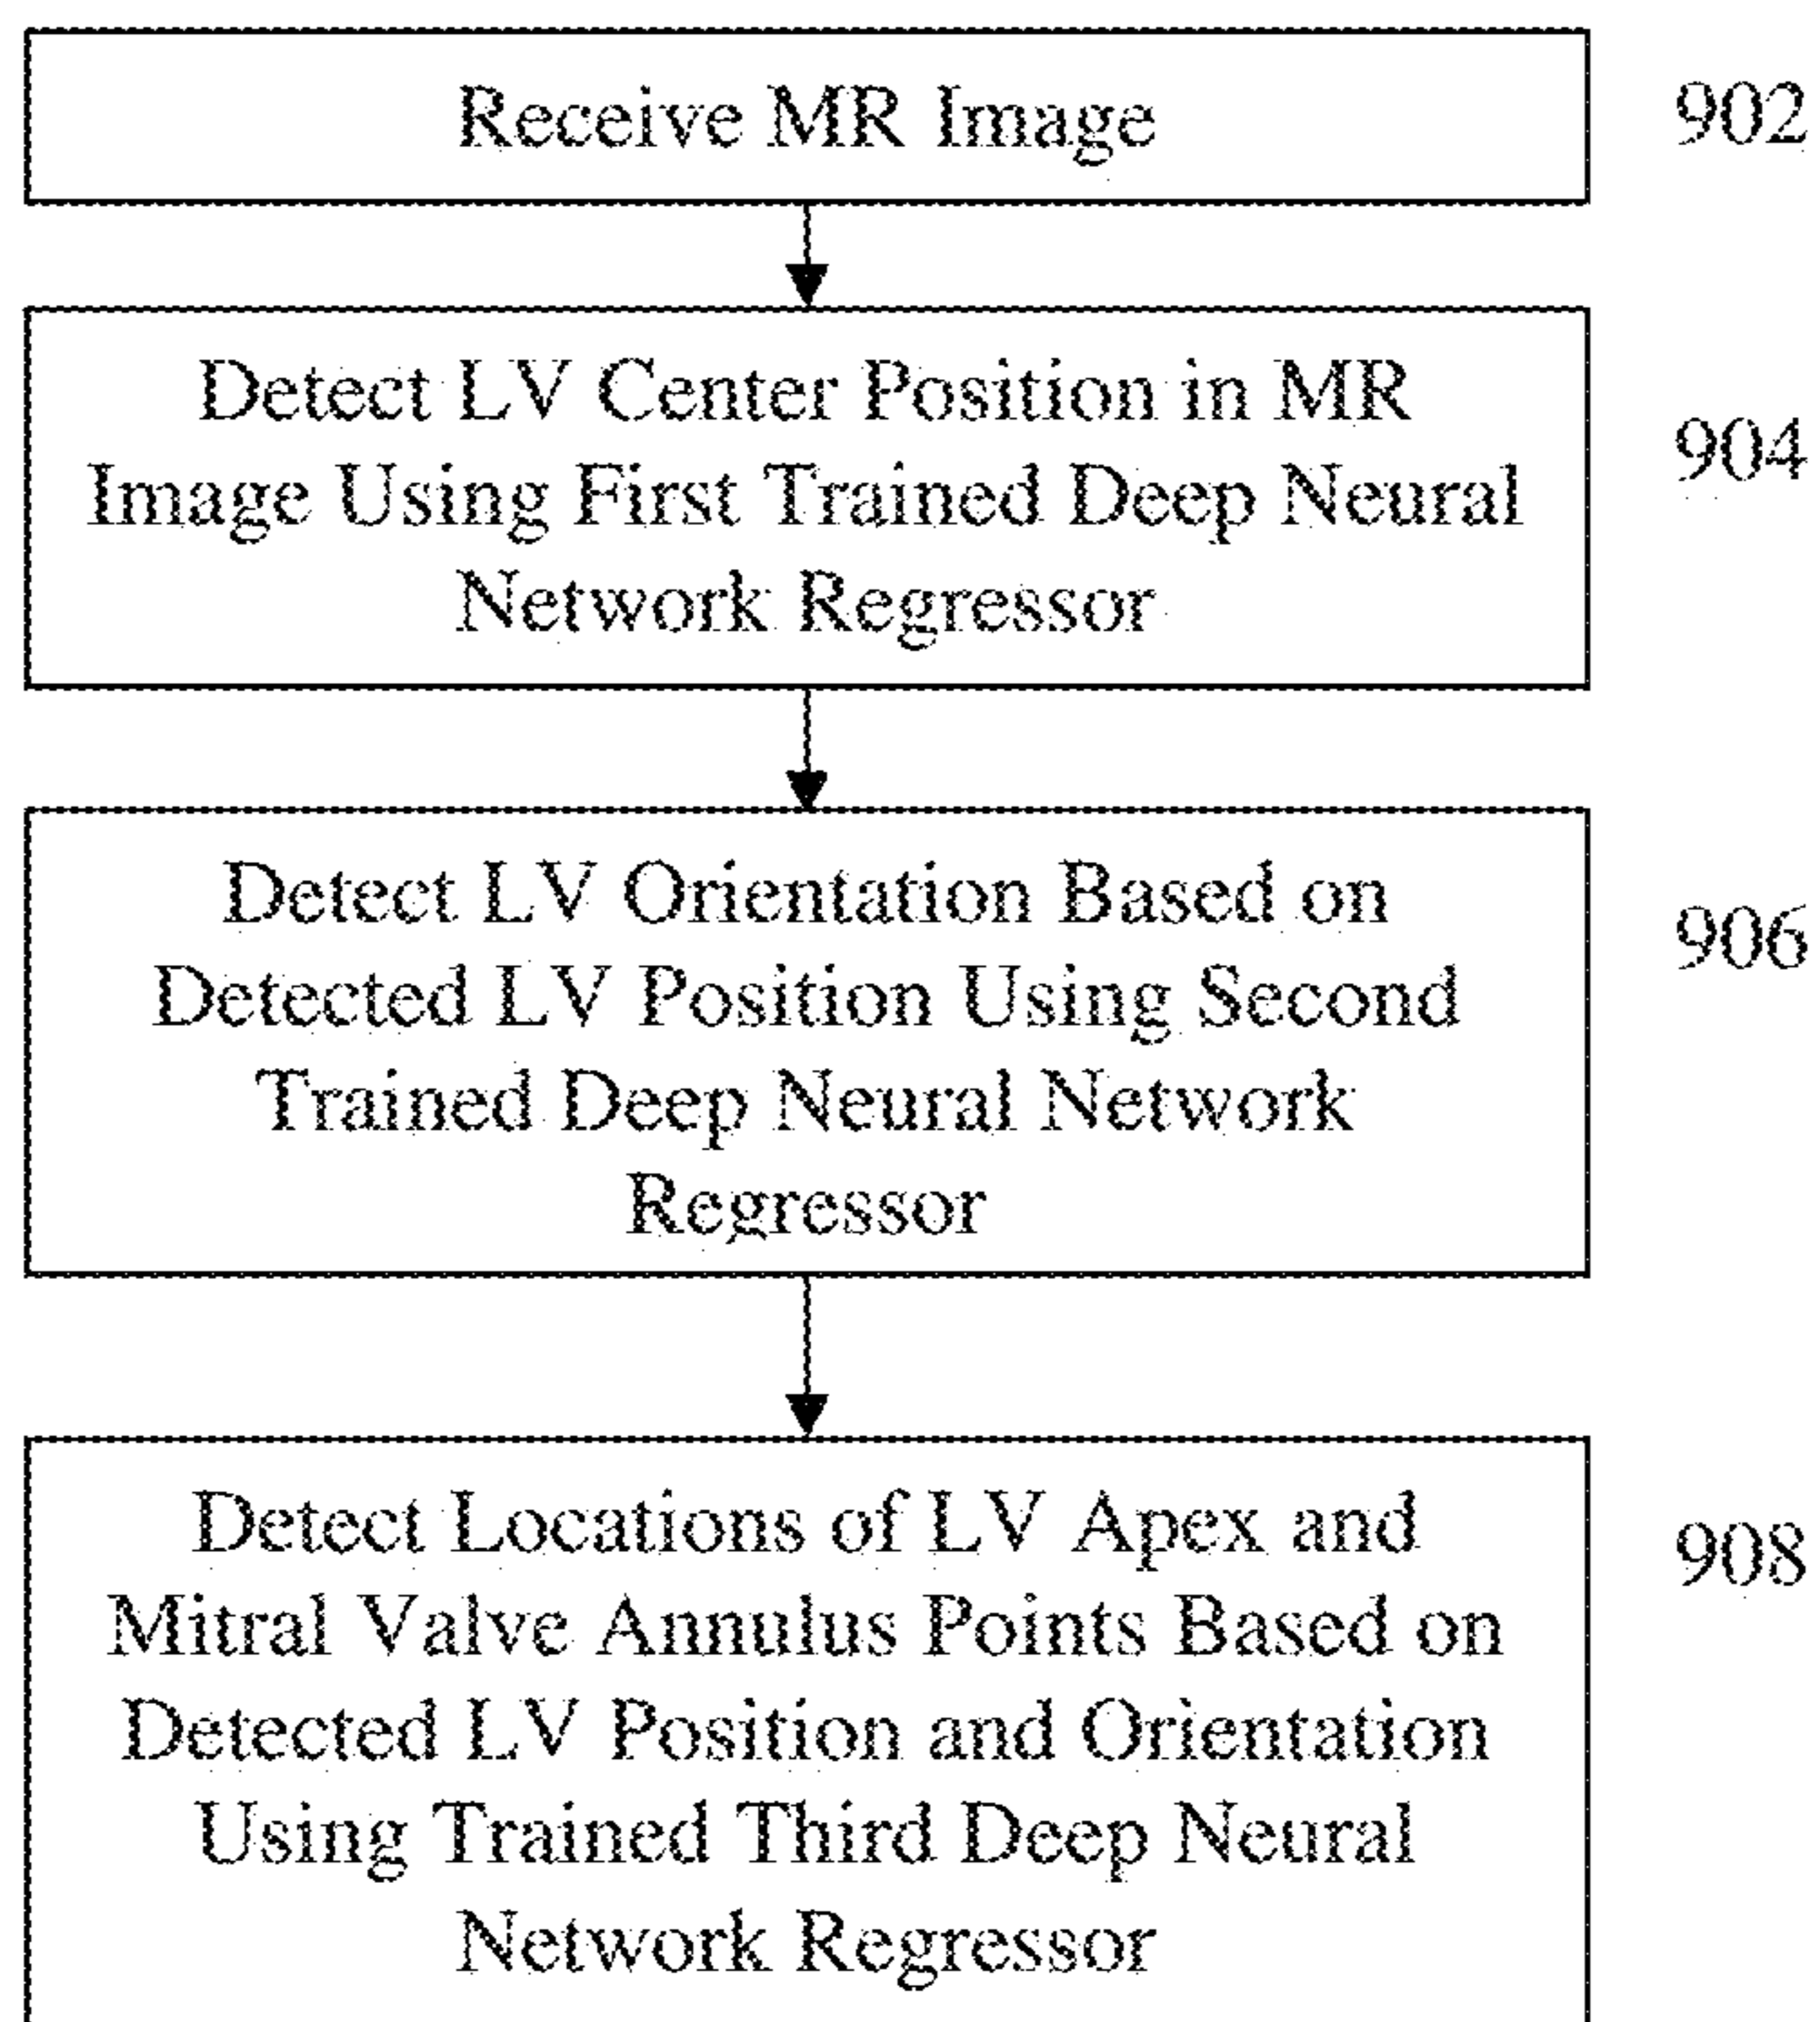 Receive MR Image
902
Detect LV Center Position in MR
Image Using First Trained Deep Neural
Network Regressor
904
Detect LV Orientation Based on
Detected LV Position Using Second
Trained Deep Neural Network
Regressor
906
Detect Locations of LV Apex and
Mitral Valve Annulus Points Based on
Detected LV Position and Orientation
Using Trained Third Deep Neural
Network Regressor
908